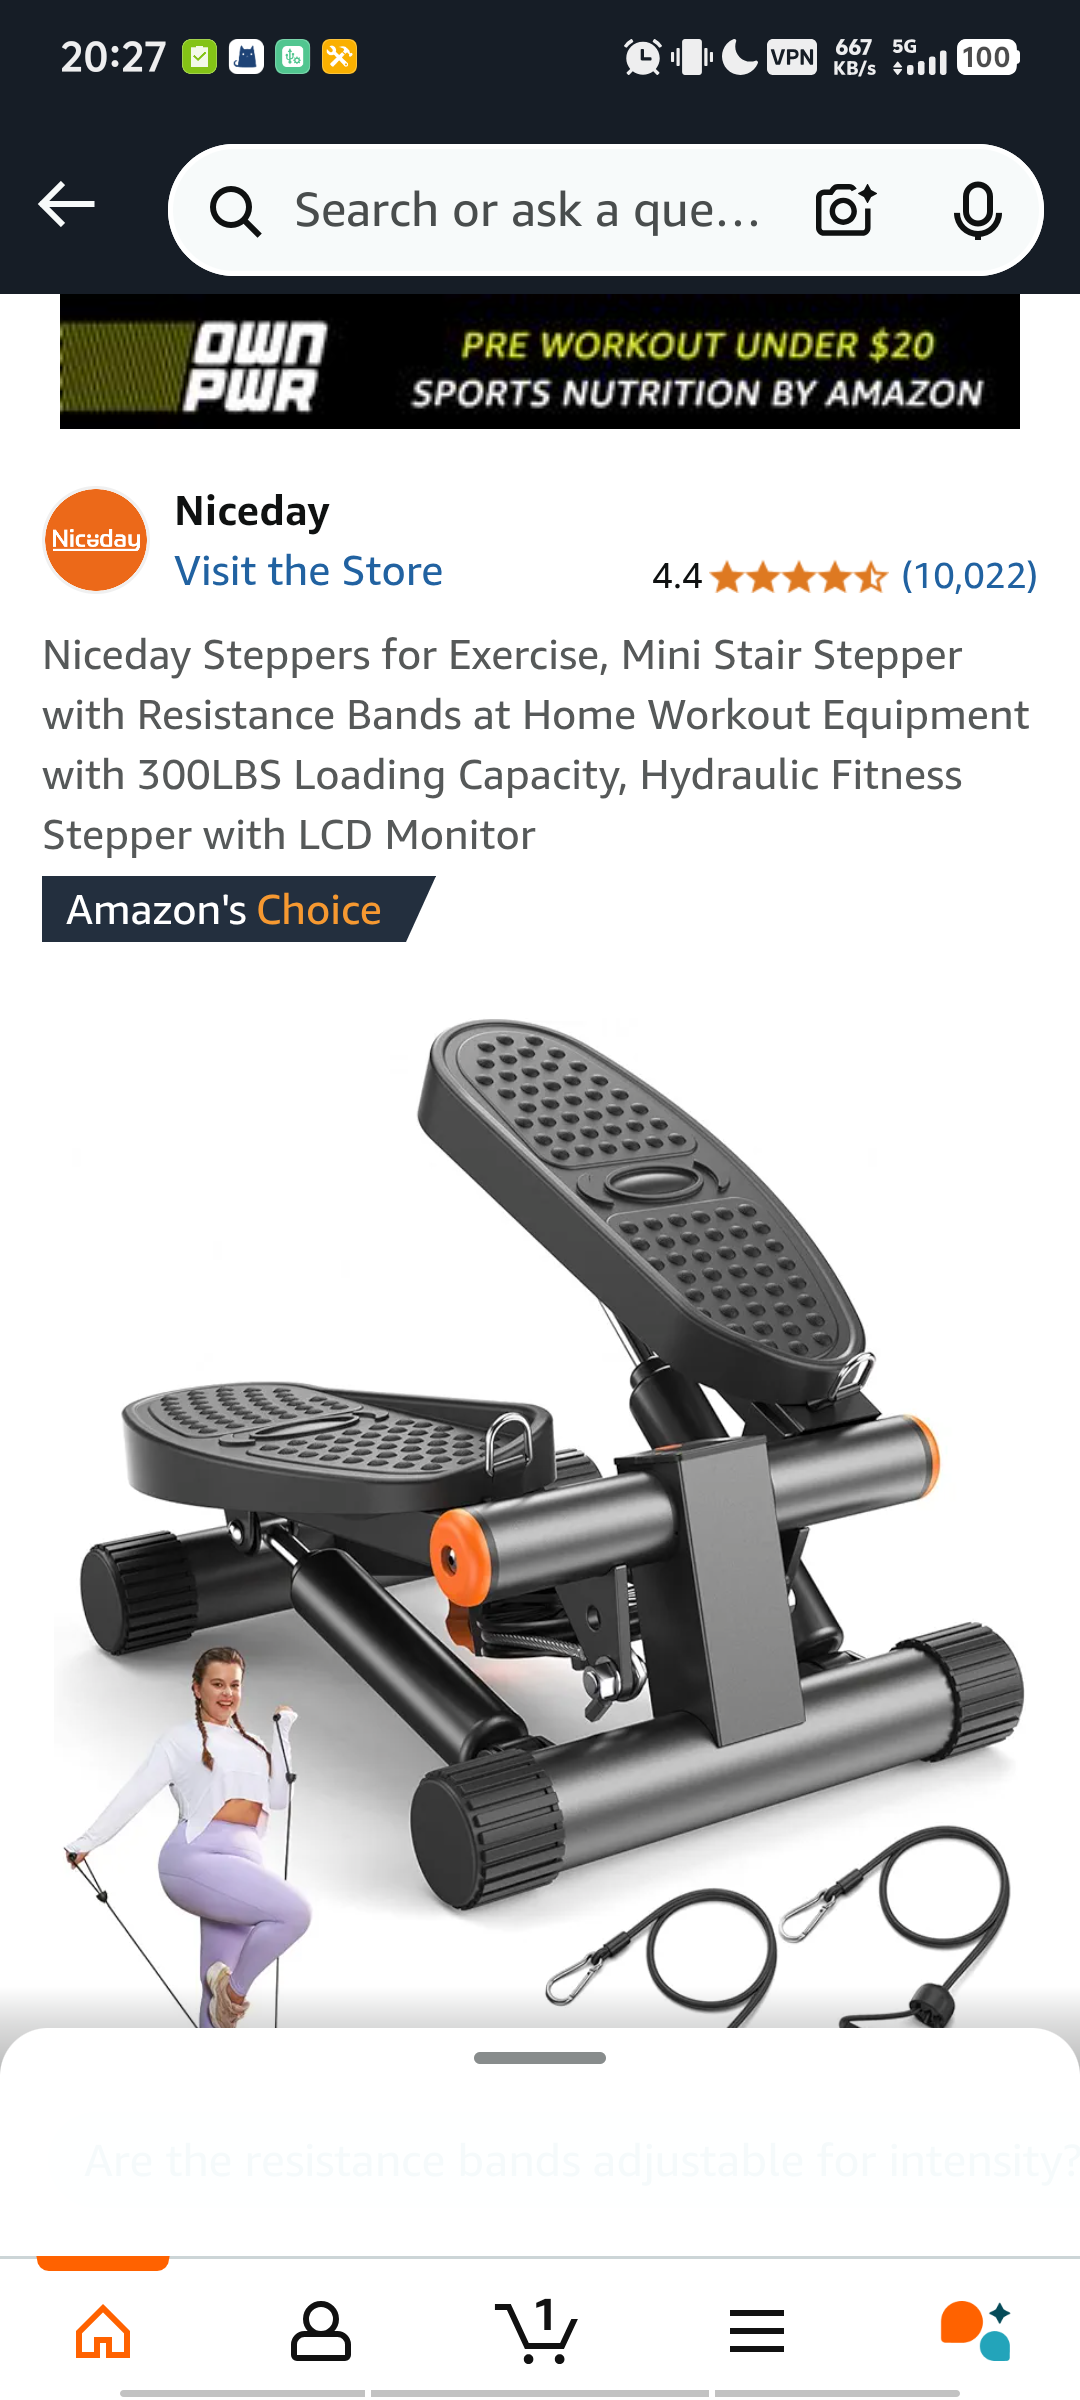 20:27
VPN
667
KB/s
5G
100
Search or ask a que...
OWN
PWR
PRE WORKOUT UNDER $20
SPORTS NUTRITION BY AMAZON
Niceday
Niceday
Visit the Store
4.4
(10,022)
Niceday Steppers for Exercise, Mini Stair Stepper
with Resistance Bands at Home Workout Equipment
with 300LBS Loading Capacity, Hydraulic Fitness
Stepper with LCD Monitor
Amazon's Choice
Are the resistance bands adjustable for intensity?
1